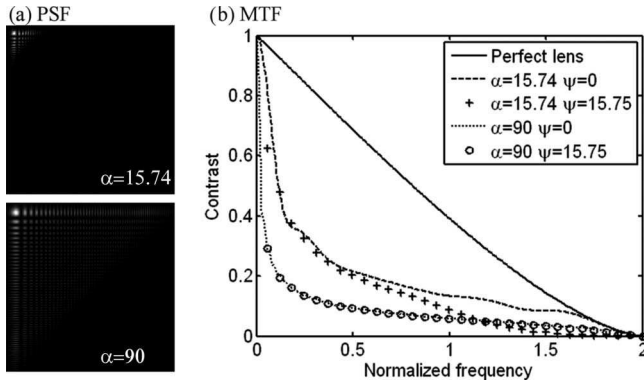 (a) PSF
α=15.74
α=90
(b) MTF
Perfect lens
α=15.74 ψ=0
α=15.74 ψ=15.75
α=90 ψ=0
α=90 ψ=15.75
Contrast
1
0.8
0.6
0.4
0.2
0
0 0.5 1 1.5 2
Normalized frequency